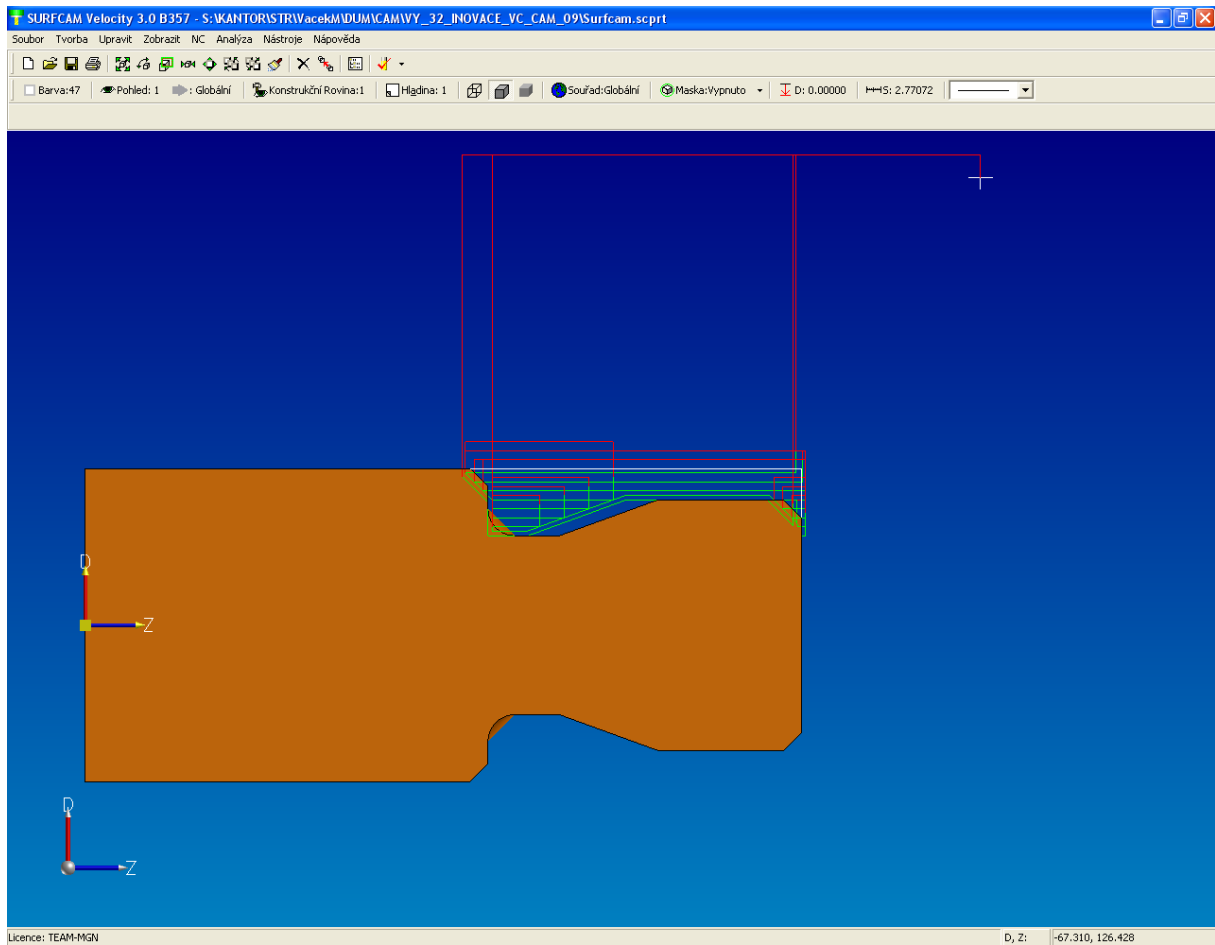 SURFCAM Velocity 3.0 B357 - S:\KANTOR\STR\VacekM\DUM\CAM\VY_32_INOVACE_VC_CAM_09\Surfcam.scprt
Soubor Tvorba Upravit Zobrazit NC Analýza Nástroje Nápověda
Barva:47 Pohled: 1 : Globální Konstrukční Rovina:1 Hladina: 1 Souřad:Globální Maska:Vypnuto D: 0.00000 S: 2.77072
D
Z
D
Z
Licence: TEAM-MGN D, Z: -67.310, 126.428